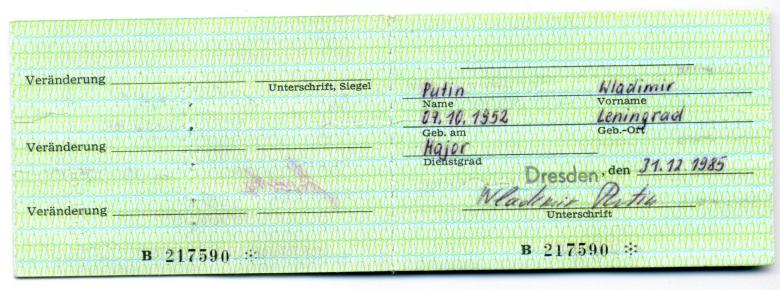 Veränderung
Unterschrift, Siegel
Veränderung
Veränderung
B 217590
Putin Wladimir
Name Vorname
07.10.1952 Leningrad
Geb. am Geb.-Ort
Major
Dienstgrad
Dresden, den 31.12.1985
Wladimir Putin
Unterschrift
B 217590